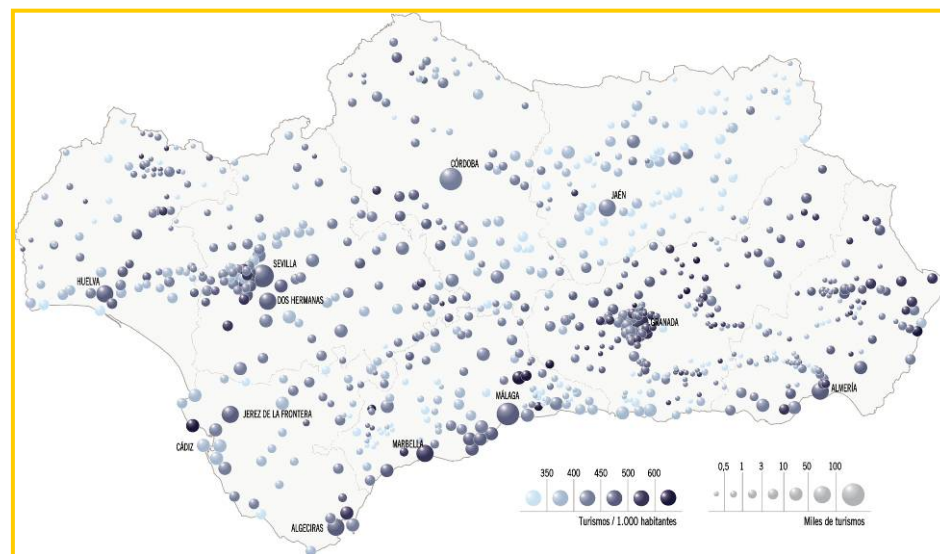 CÓRDOBA
JAÉN
SEVILLA
HUELVA
DOS HERMANAS
GRANADA
ALMERÍA
MÁLAGA
JEREZ DE LA FRONTERA
MARBELLA
CÁDIZ
ALGECIRAS
350 400 450 500 600
Turismos / 1.000 habitantes
0,5 1 3 10 50 100
Miles de turismos